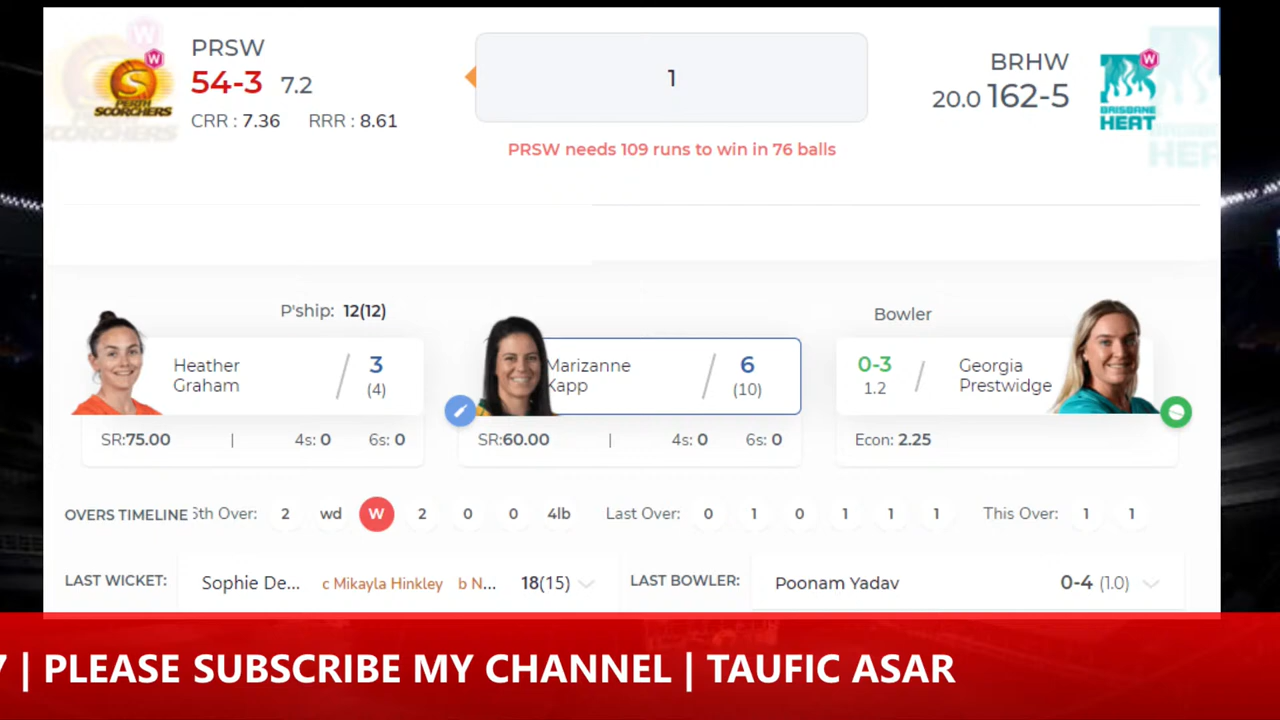 PRSW
54-3 7.2
CRR : 7.36 RRR : 8.61
W
PERTH
SCORCHERS
1
PRSW needs 109 runs to win in 76 balls
BRHW
20.0 162-5
W
BRISBANE
HEAT
P'ship: 12(12)
Heather
Graham
3
(4)
SR:75.00 | 4s: 0 6s: 0
Marizanne
Kapp
6
(10)
SR:60.00 | 4s: 0 6s: 0
Bowler
0-3
1.2
Georgia
Prestwidge
Econ: 2.25
OVERS TIMELINE 5th Over: 2 wd W 2 0 0 4lb Last Over: 0 1 0 1 1 1 This Over: 1 1
LAST WICKET: Sophie De... c Mikayla Hinkley b N... 18(15)
LAST BOWLER: Poonam Yadav 0-4 (1.0)
| PLEASE SUBSCRIBE MY CHANNEL | TAUFIC ASAR